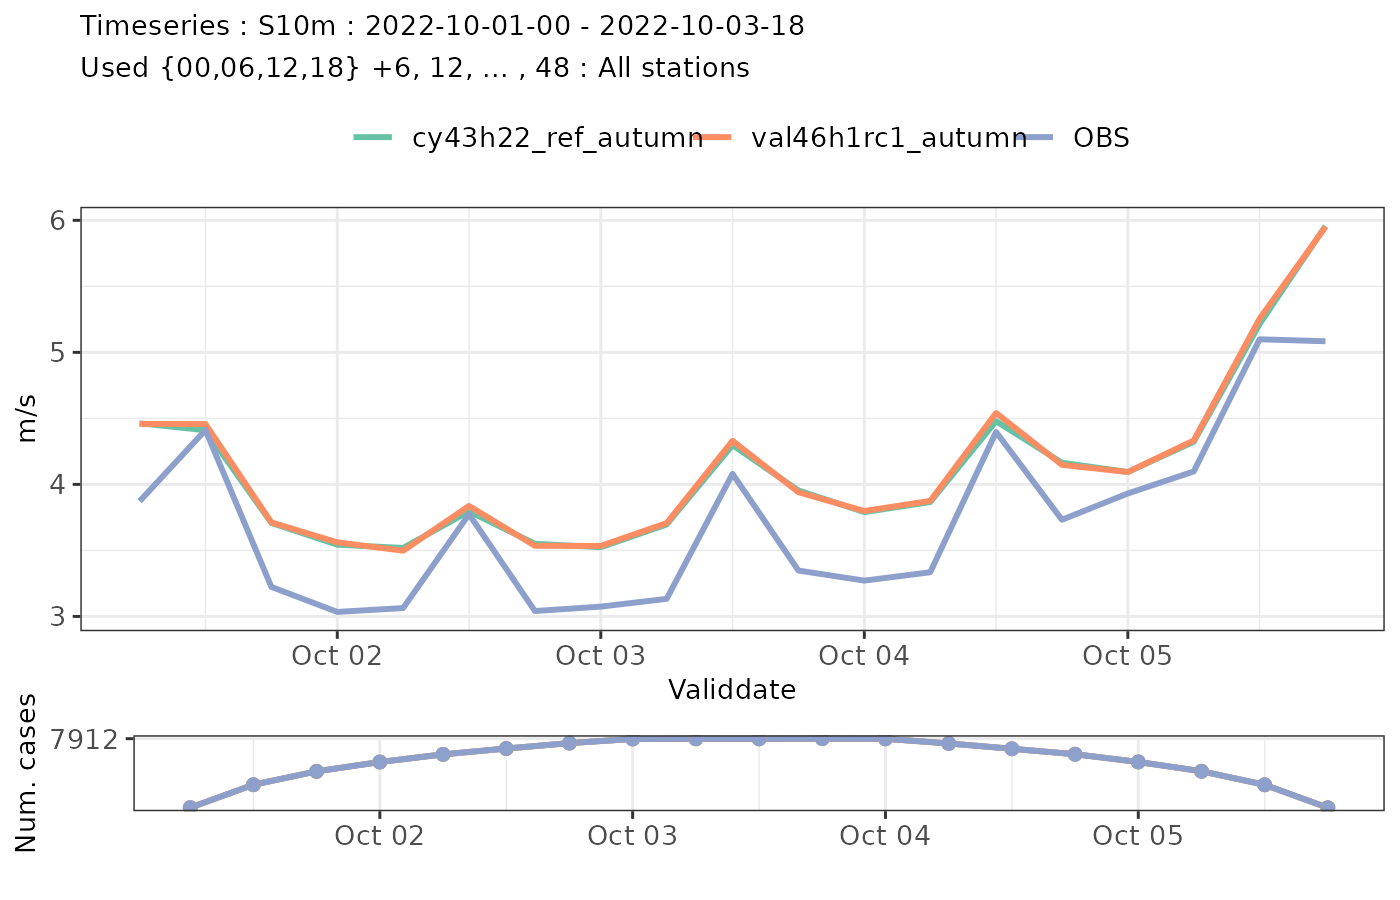 Timeseries : S10m : 2022-10-01-00 - 2022-10-03-18
Used {00,06,12,18} +6, 12, ... , 48 : All stations
cy43h22_ref_autumn val46h1rc1_autumn OBS
6
5
4
3
m/s
Oct 02 Oct 03 Oct 04 Oct 05
Validdate
7912
Num. cases
Oct 02 Oct 03 Oct 04 Oct 05